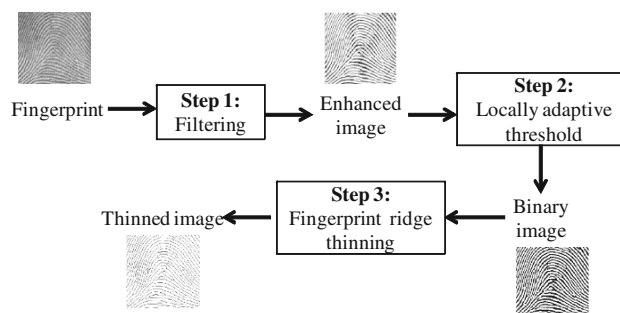 Fingerprint
Step 1:
Filtering
Enhanced
image
Step 2:
Locally adaptive
threshold
Binary
image
Step 3:
Fingerprint ridge
thinning
Thinned image